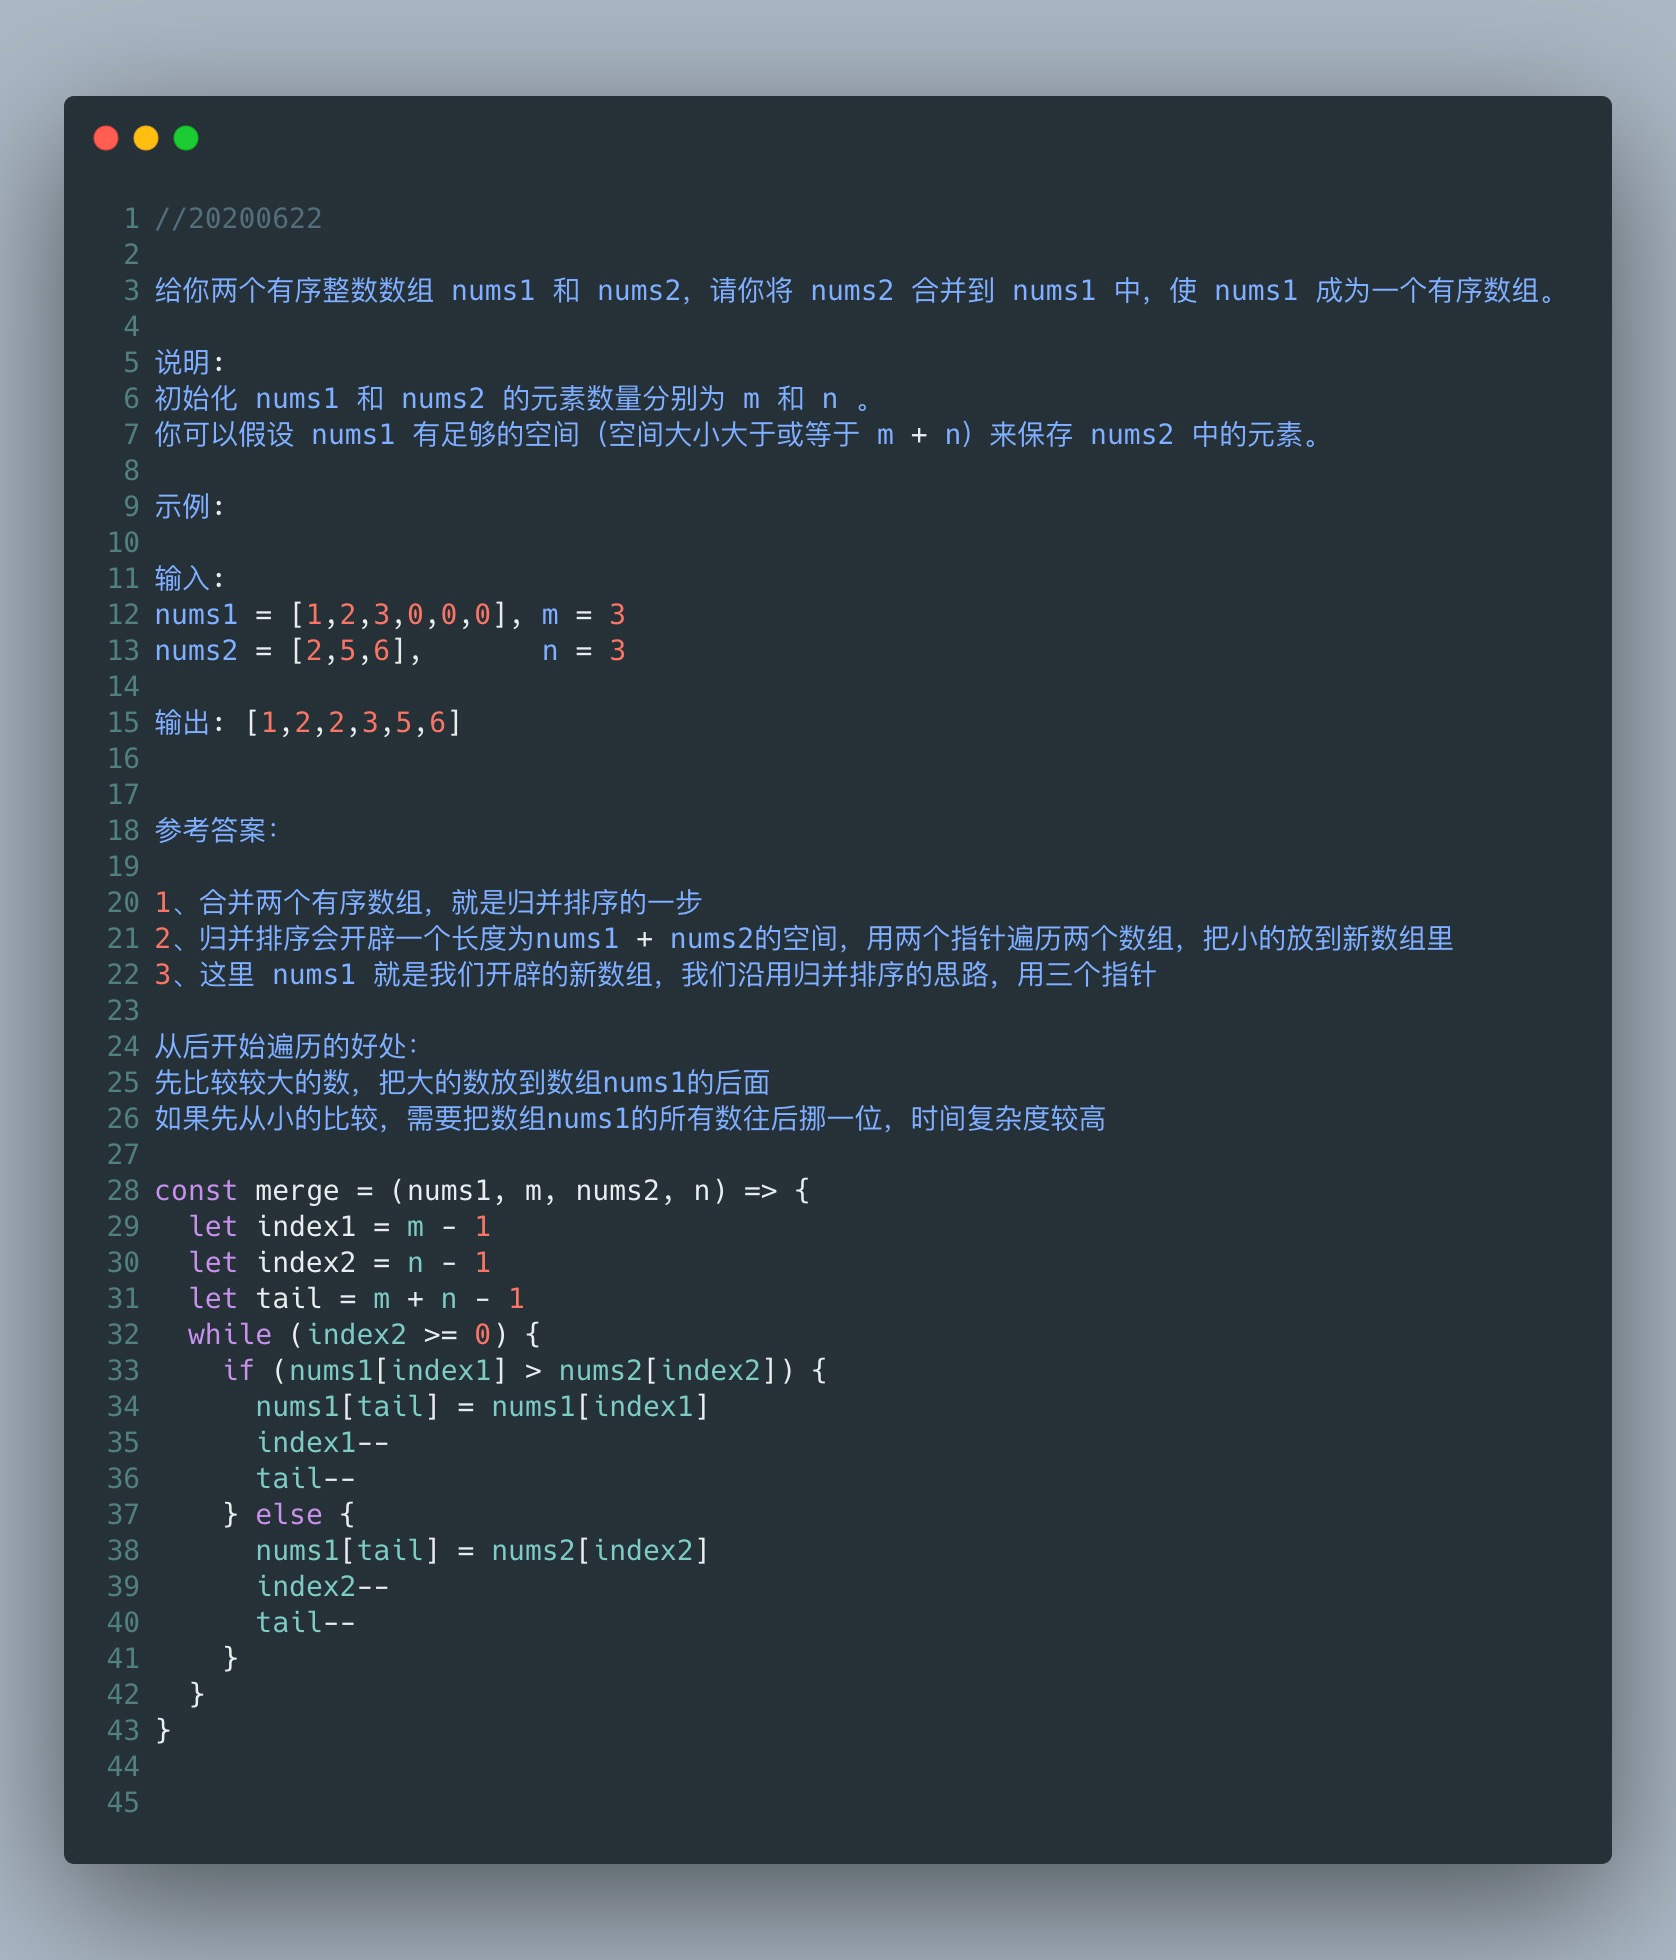 1 //20200622
2
3 给你两个有序整数数组 nums1 和 nums2，请你将 nums2 合并到 nums1 中，使 nums1 成为一个有序数组。
4
5 说明:
6 初始化 nums1 和 nums2 的元素数量分别为 m 和 n 。
7 你可以假设 nums1 有足够的空间（空间大小大于或等于 m + n）来保存 nums2 中的元素。
8
9 示例:
10
11 输入:
12 nums1 = [1,2,3,0,0,0], m = 3
13 nums2 = [2,5,6],       n = 3
14
15 输出: [1,2,2,3,5,6]
16
17
18 参考答案：
19
20 1、合并两个有序数组，就是归并排序的一步
21 2、归并排序会开辟一个长度为nums1 + nums2的空间，用两个指针遍历两个数组，把小的放到新数组里
22 3、这里 nums1 就是我们开辟的新数组，我们沿用归并排序的思路，用三个指针
23
24 从后开始遍历的好处：
25 先比较较大的数，把大的数放到数组nums1的后面
26 如果先从小的比较，需要把数组nums1的所有数往后挪一位，时间复杂度较高
27
28 const merge = (nums1, m, nums2, n) => {
29   let index1 = m - 1
30   let index2 = n - 1
31   let tail = m + n - 1
32   while (index2 >= 0) {
33     if (nums1[index1] > nums2[index2]) {
34       nums1[tail] = nums1[index1]
35       index1--
36       tail--
37     } else {
38       nums1[tail] = nums2[index2]
39       index2--
40       tail--
41     }
42   }
43 }
44
45